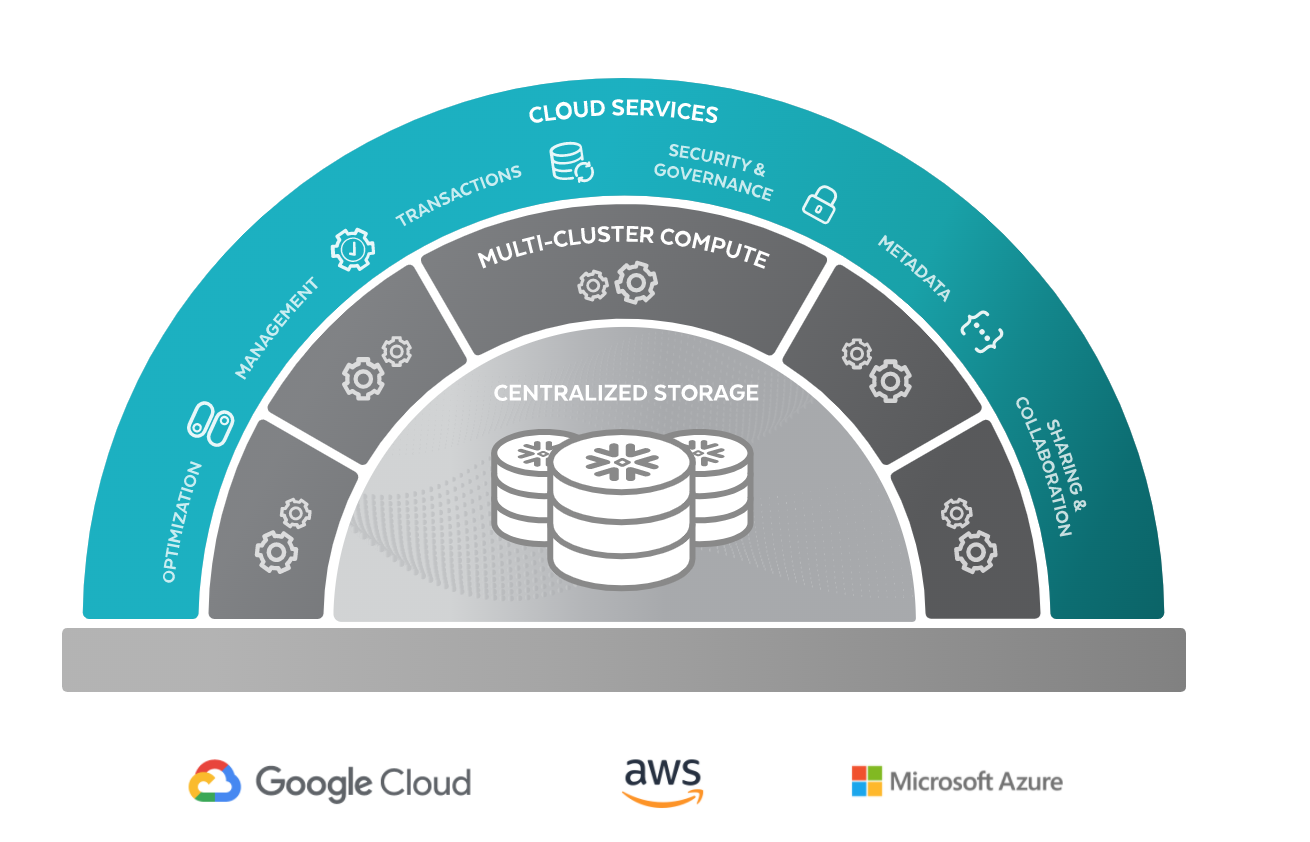 CLOUD SERVICES
OPTIMIZATION
MANAGEMENT
TRANSACTIONS
SECURITY &
GOVERNANCE
METADATA
SHARING &
COLLABORATION
MULTI-CLUSTER COMPUTE
CENTRALIZED STORAGE
Google Cloud
aws
Microsoft Azure